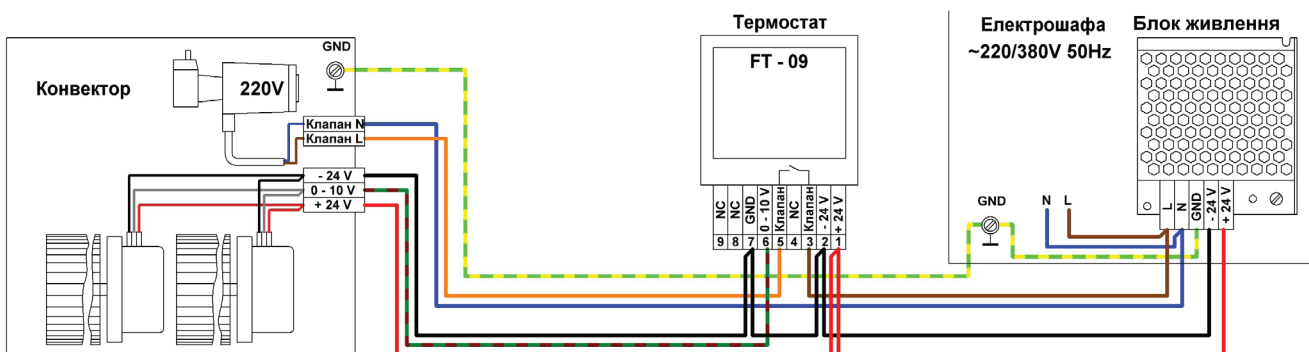 Термостат
Електрошафа
~220/380V 50Hz
Блок живлення
GND
Конвектор
220V
Клапан N
Клапан L
- 24 V
0 - 10 V
+ 24 V
FT - 09
NC
NC
GND
0 - 10 V
Клапан
NC
Клапан
- 24 V
+ 24 V
9 8 7 6 5 4 3 2 1
GND
N L
L
N
GND
- 24 V
+ 24 V